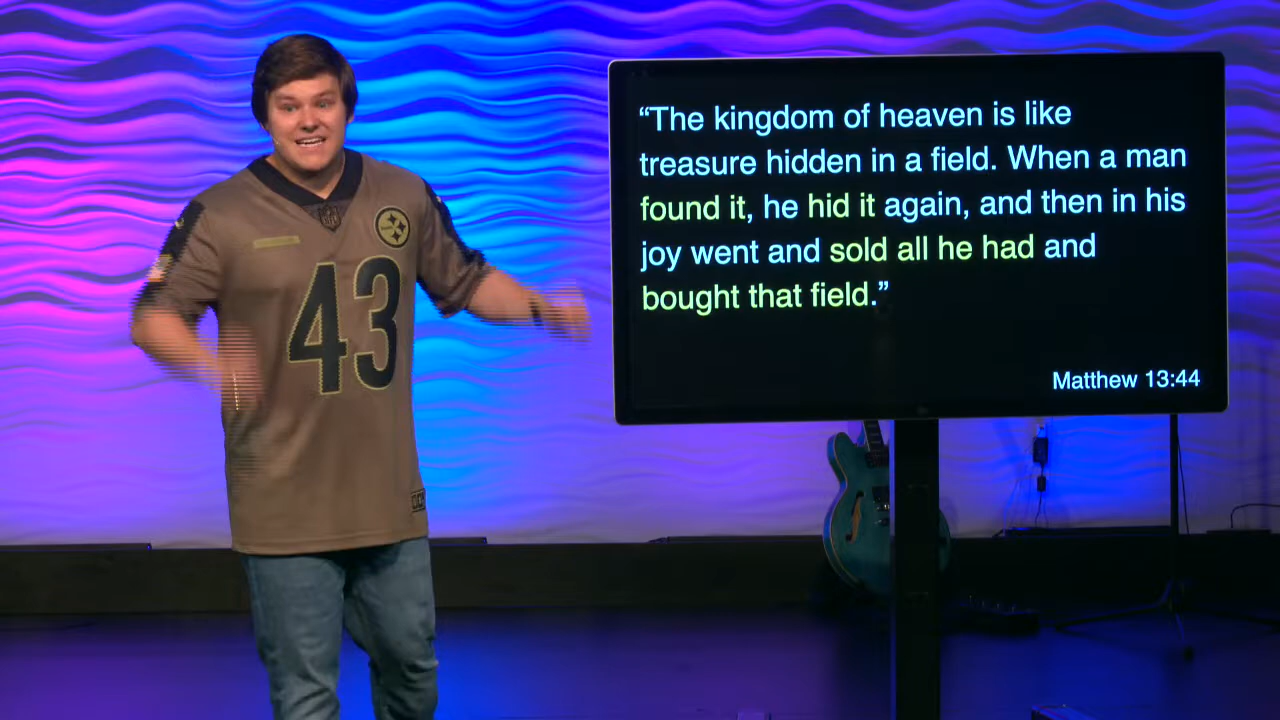 “The kingdom of heaven is like
treasure hidden in a field. When a man
found it, he hid it again, and then in his
joy went and sold all he had and
bought that field.”
Matthew 13:44
NFL
43